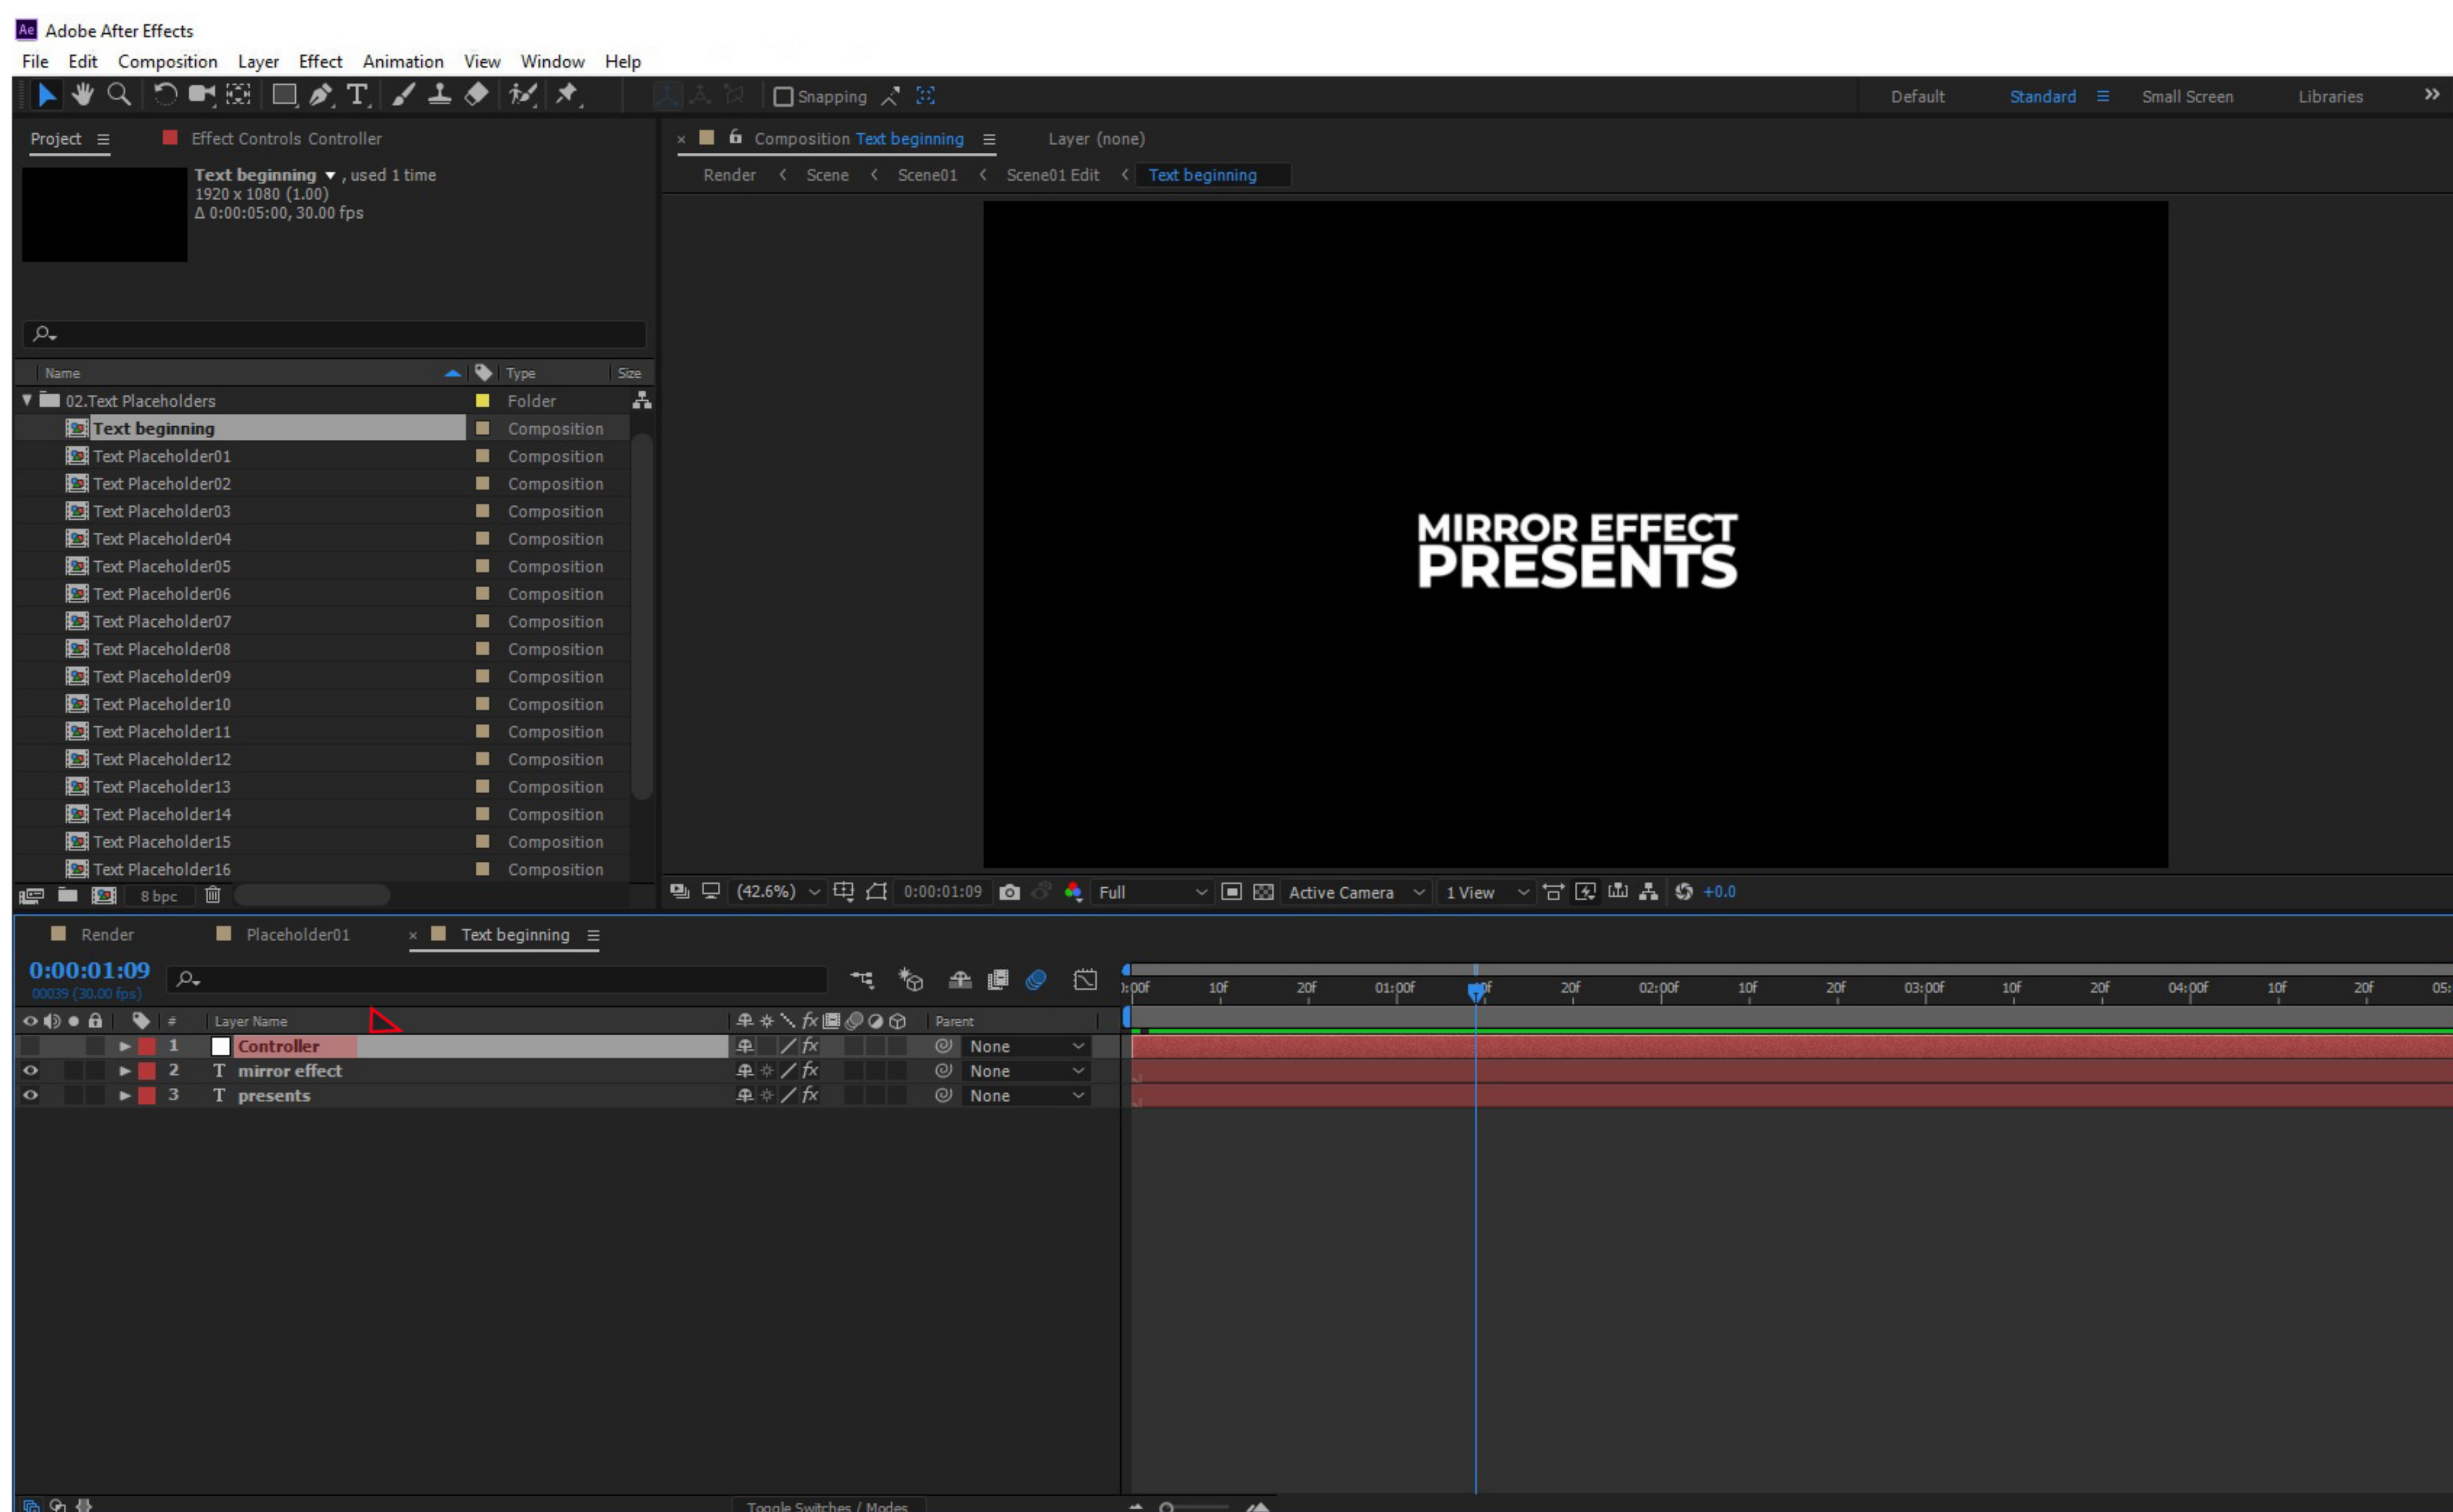 Ae Adobe After Effects
File Edit Composition Layer Effect Animation View Window Help
Snapping
Default Standard Small Screen Libraries
Project Effect Controls Controller
Composition Text beginning Layer (none)
Text beginning , used 1 time
1920 x 1080 (1.00)
Δ 0:00:05:00, 30.00 fps
Render < Scene < Scene01 < Scene01 Edit < Text beginning
MIRROR EFFECT
PRESENTS
Name Type Size
02.Text Placeholders Folder
Text beginning Composition
Text Placeholder01 Composition
Text Placeholder02 Composition
Text Placeholder03 Composition
Text Placeholder04 Composition
Text Placeholder05 Composition
Text Placeholder06 Composition
Text Placeholder07 Composition
Text Placeholder08 Composition
Text Placeholder09 Composition
Text Placeholder10 Composition
Text Placeholder11 Composition
Text Placeholder12 Composition
Text Placeholder13 Composition
Text Placeholder14 Composition
Text Placeholder15 Composition
Text Placeholder16 Composition
8 bpc
(42.6%) 0:00:01:09 Full Active Camera 1 View +0.0
Render Placeholder01 Text beginning
0:00:01:09
00039 (30.00 fps)
:00f 10f 20f 01:00f 20f 02:00f 10f 20f 03:00f 10f 20f 04:00f 10f 20f 05:
# Layer Name fx Parent
1 Controller fx None
2 T mirror effect fx None
3 T presents fx None
Toggle Switches / Modes